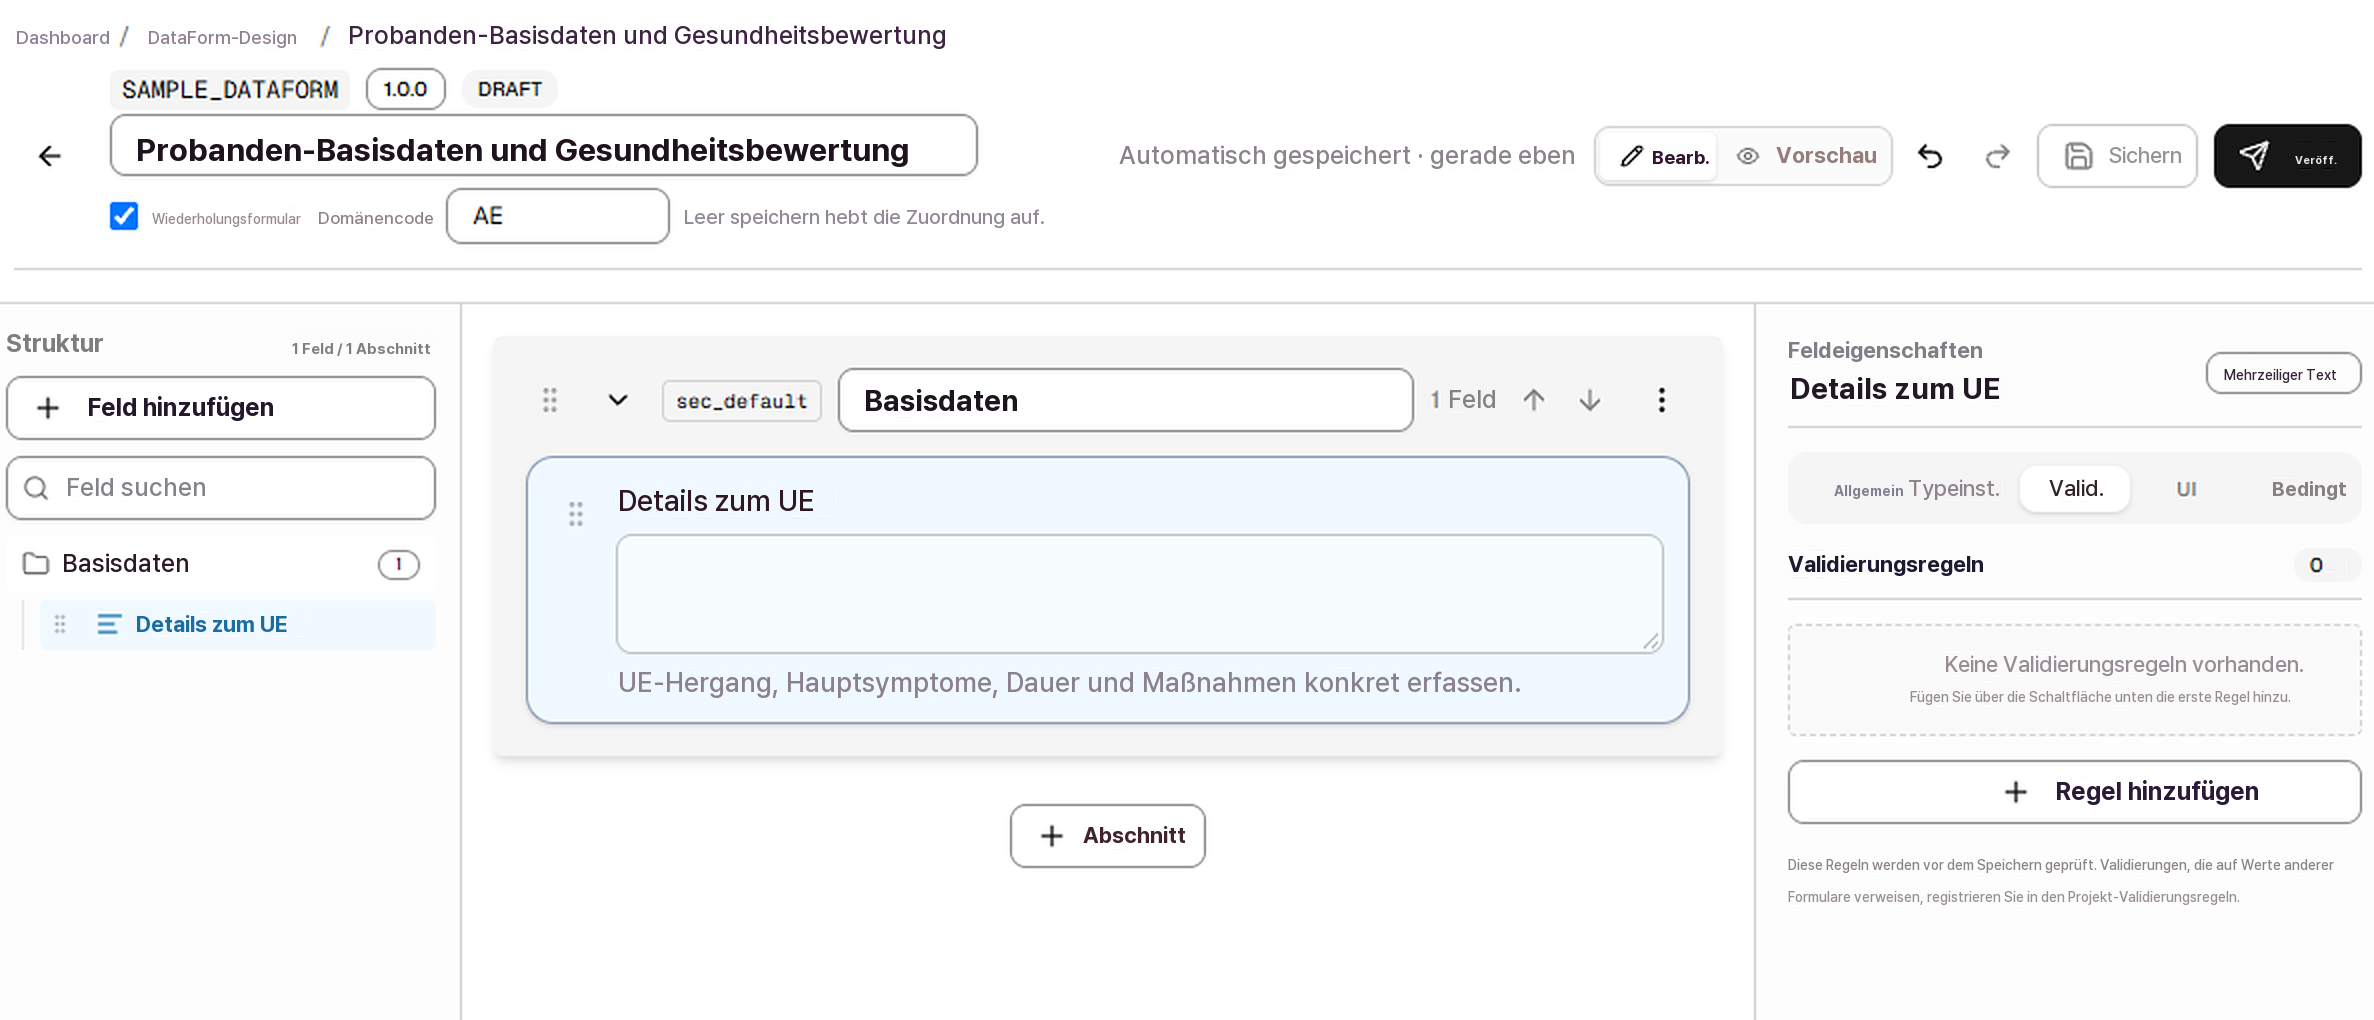 Dashboard / DataForm-Design / Probanden-Basisdaten und Gesundheitsbewertung
SAMPLE_DATAFORM 1.0.0 DRAFT
Probanden-Basisdaten und Gesundheitsbewertung
Automatisch gespeichert · gerade eben
Bearb.
Vorschau
Sichern
Veröff.
Wiederholungsformular
Domänencode
AE
Leer speichern hebt die Zuordnung auf.
Struktur
1 Feld / 1 Abschnitt
Feld hinzufügen
Feld suchen
Basisdaten
1
Details zum UE
sec_default
Basisdaten
1 Feld
Details zum UE
UE-Hergang, Hauptsymptome, Dauer und Maßnahmen konkret erfassen.
Abschnitt
Feldeigenschaften
Details zum UE
Mehrzeiliger Text
Allgemein Typeinst. Valid. UI Bedingt
Validierungsregeln
0
Keine Validierungsregeln vorhanden.
Fügen Sie über die Schaltfläche unten die erste Regel hinzu.
Regel hinzufügen
Diese Regeln werden vor dem Speichern geprüft. Validierungen, die auf Werte anderer
Formulare verweisen, registrieren Sie in den Projekt-Validierungsregeln.